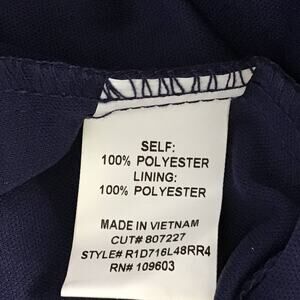 SELF:
100% POLYESTER
LINING:
100% POLYESTER
MADE IN VIETNAM
CUT# 807227
STYLE# R1D716L48RR4
RN# 109603